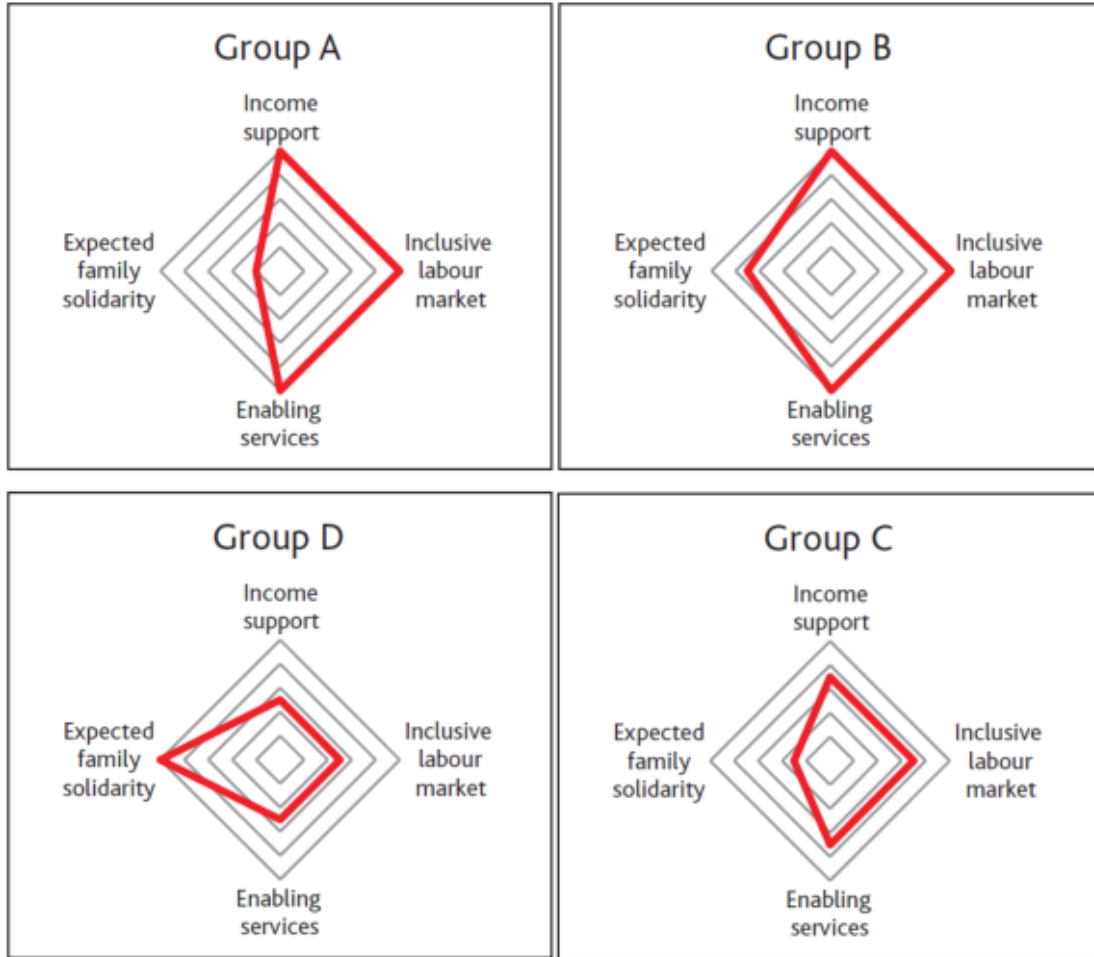 Group A
Income
support
Expected
family
solidarity
Inclusive
labour
market
Enabling
services
Group B
Income
support
Expected
family
solidarity
Inclusive
labour
market
Enabling
services
Group D
Income
support
Expected
family
solidarity
Inclusive
labour
market
Enabling
services
Group C
Income
support
Expected
family
solidarity
Inclusive
labour
market
Enabling
services